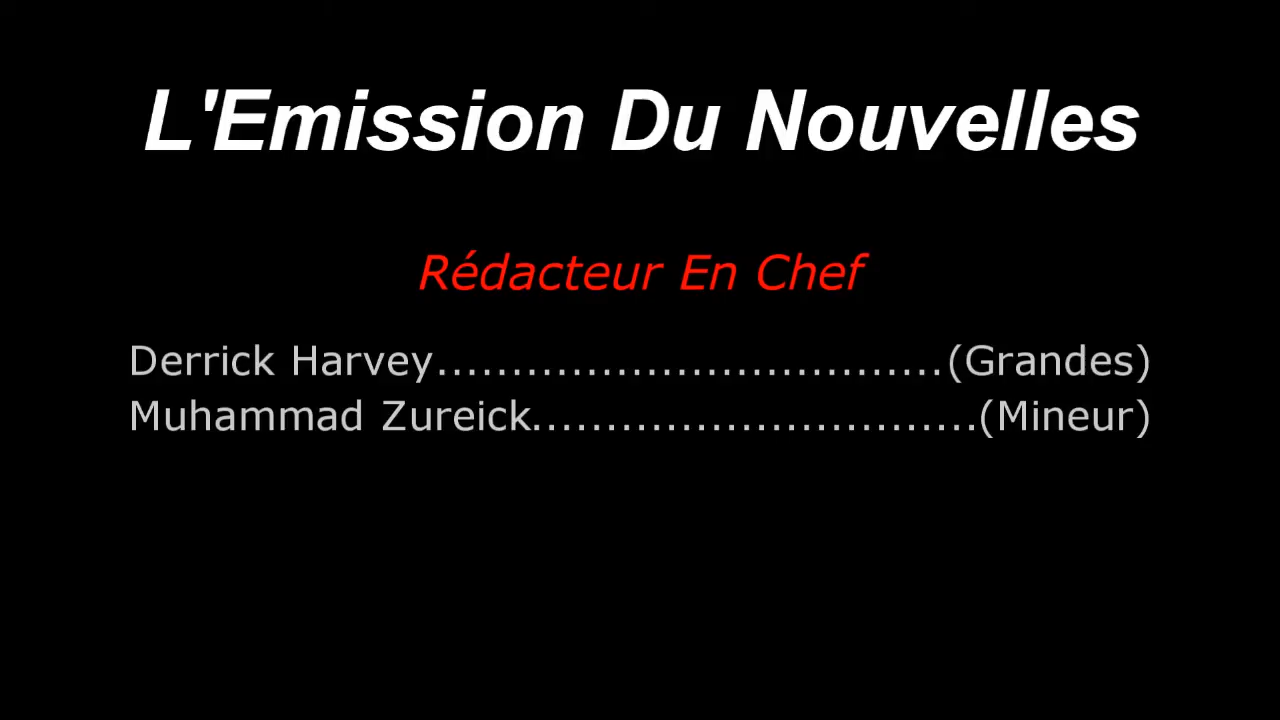 L'Emission Du Nouvelles
Rédacteur En Chef
Derrick Harvey..................................(Grandes)
Muhammad Zureick..............................(Mineur)